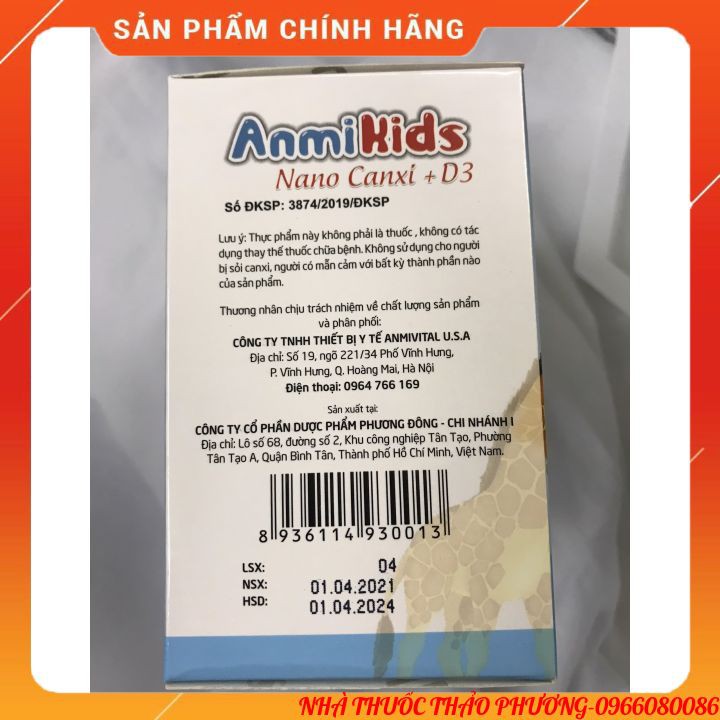 SẢN PHẨM CHÍNH HÃNG
AnmiKids
Nano Canxi + D3
Số ĐKSP: 3874/2019/ĐKSP
Lưu ý: Thực phẩm này không phải là thuốc , không có tác
dụng thay thế thuốc chữa bệnh. Không sử dụng cho người
bị sỏi canxi, người có mẫn cảm với bất kỳ thành phần nào
của sản phẩm.
Thương nhân chịu trách nhiệm về chất lượng sản phẩm
và phân phối:
CÔNG TY TNHH THIẾT BỊ Y TẾ ANMIVITAL U.S.A
Địa chỉ: Số 19, ngõ 221/34 Phố Vĩnh Hưng,
P. Vĩnh Hưng, Q. Hoàng Mai, Hà Nội
Điện thoại: 0964 766 169
Sản xuất tại:
CÔNG TY CỔ PHẦN DƯỢC PHẨM PHƯƠNG ĐÔNG - CHI NHÁNH I
Địa chỉ: Lô số 68, đường số 2, Khu công nghiệp Tân Tạo, Phường
Tân Tạo A, Quận Bình Tân, Thành phố Hồ Chí Minh, Việt Nam.
8 936114 930013
LSX: 04
NSX: 01.04.2021
HSD: 01.04.2024
NHÀ THUỐC THẢO PHƯƠNG-0966080086